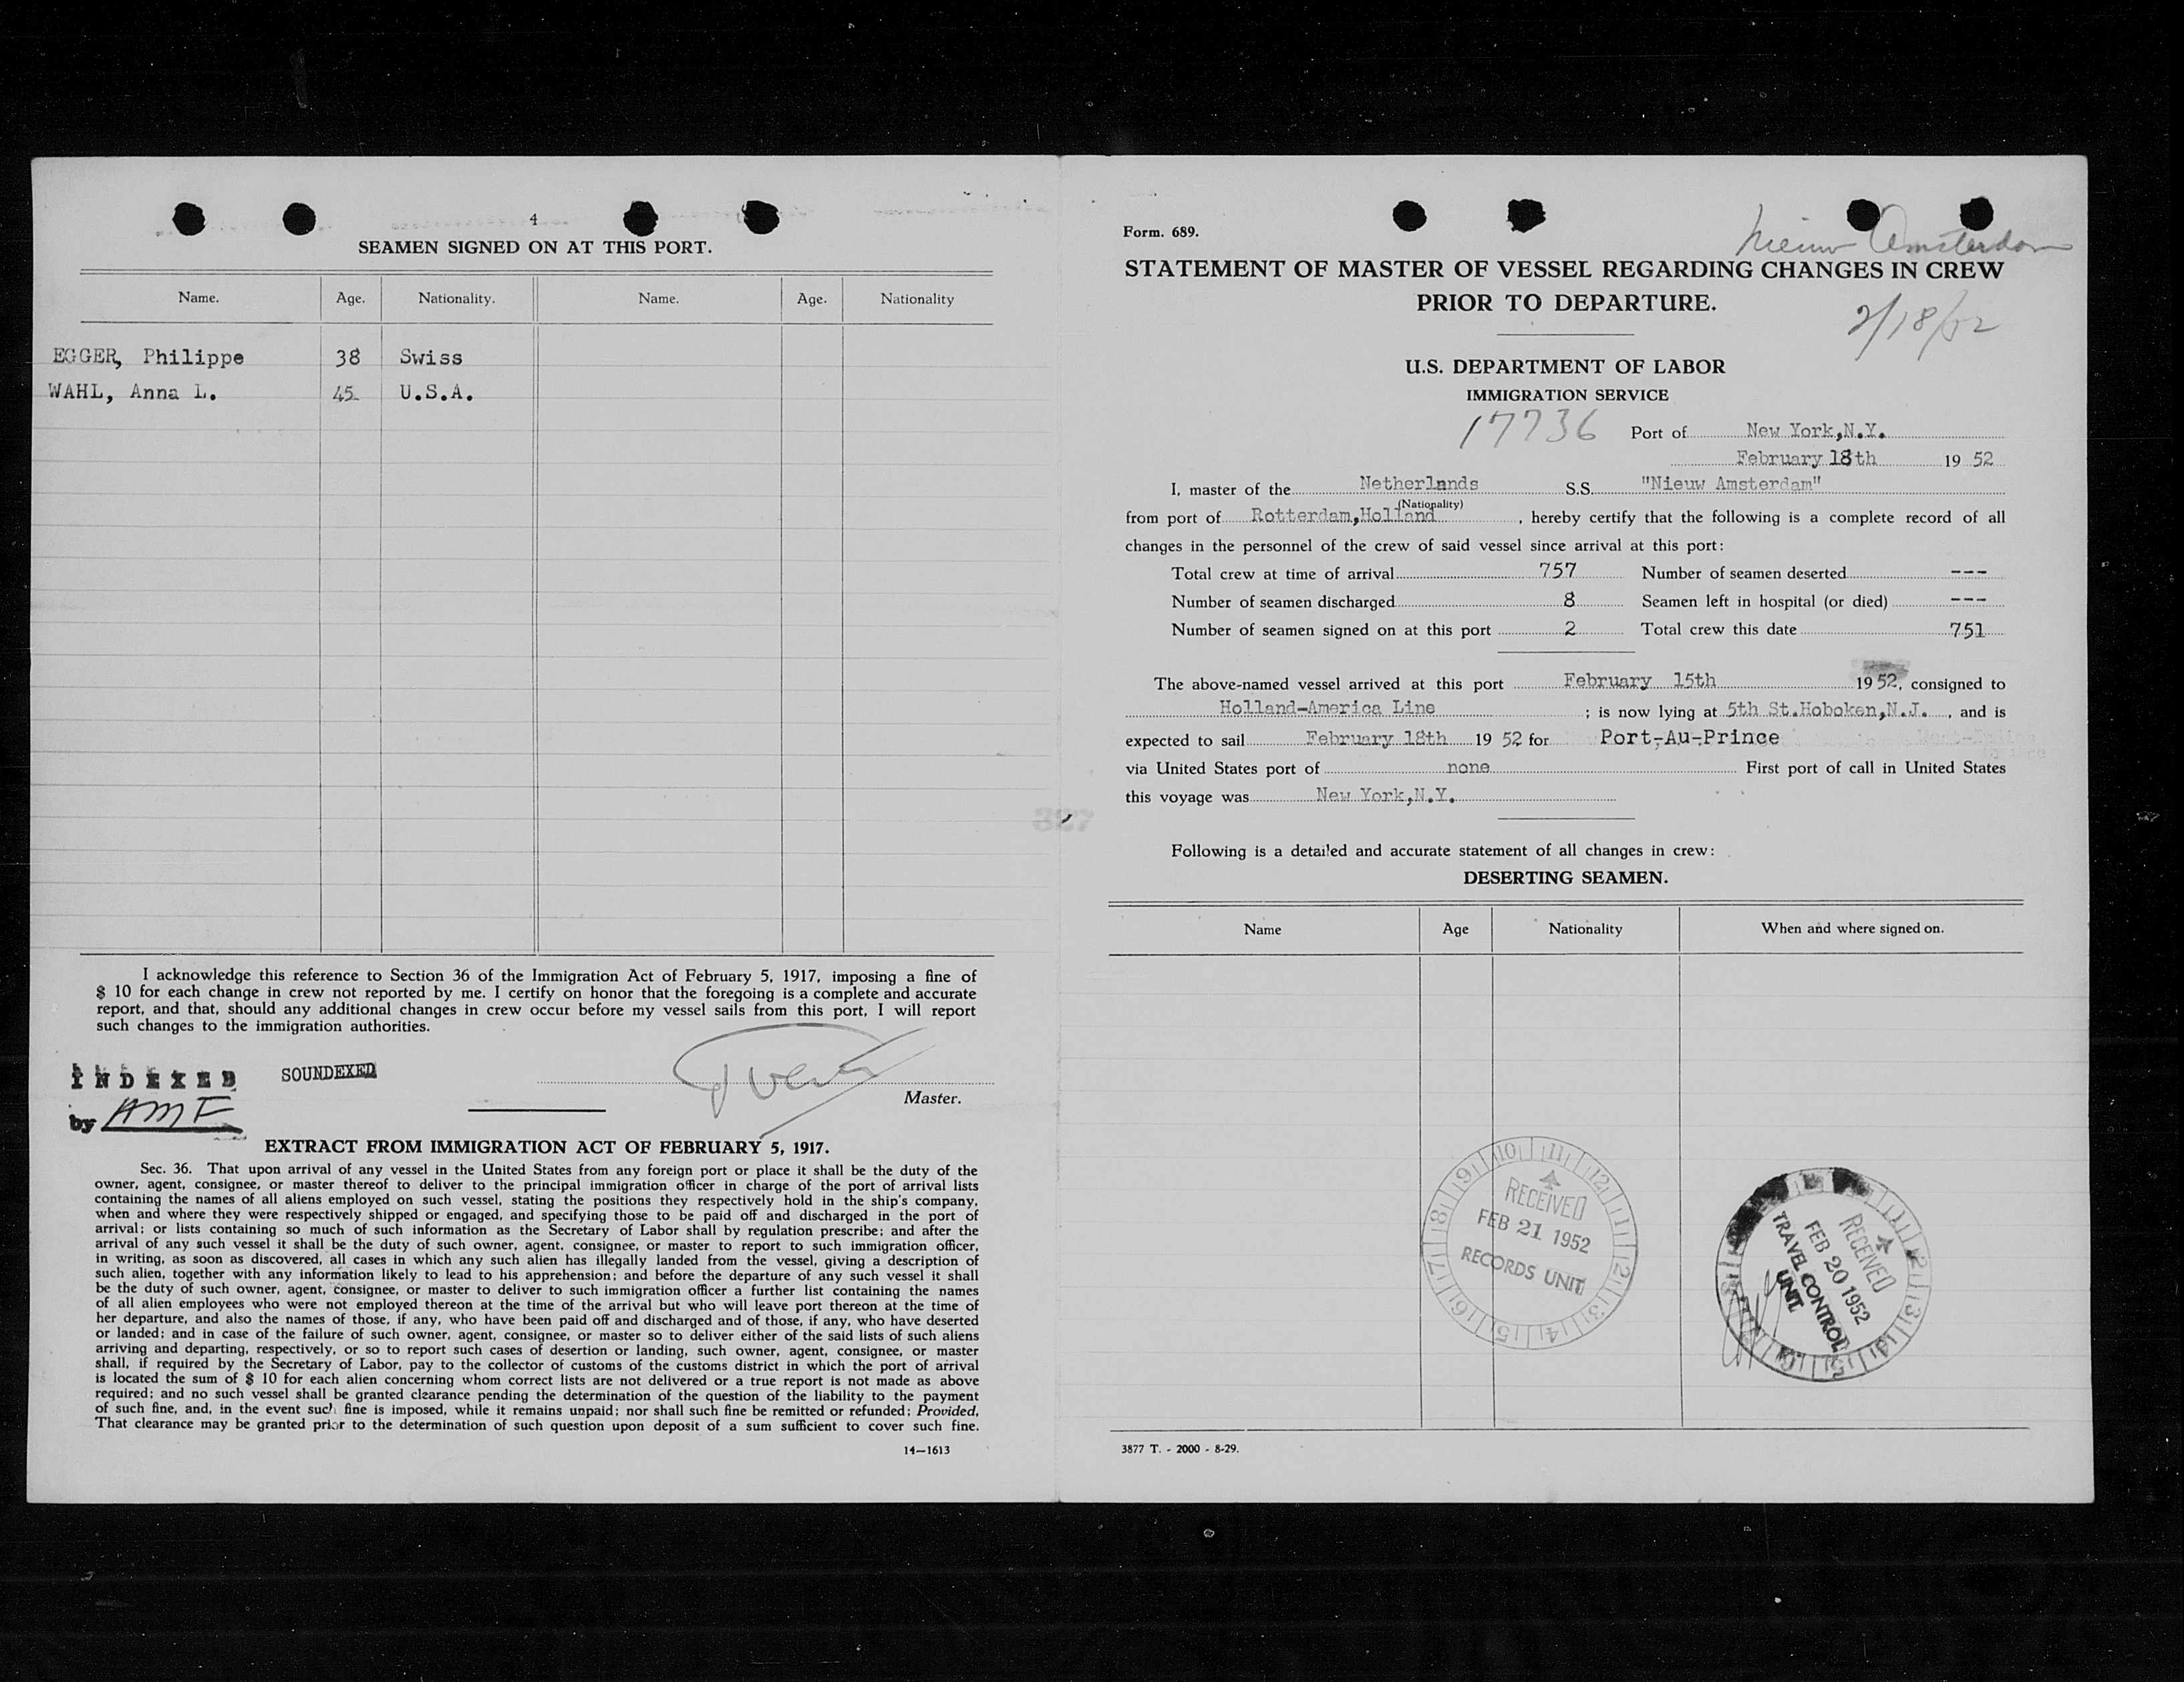 4
SEAMEN SIGNED ON AT THIS PORT.
Name. Age. Nationality. Name. Age. Nationality
EGGER, Philippe 38 Swiss
WAHL, Anna L. 45 U.S.A.
I acknowledge this reference to Section 36 of the Immigration Act of February 5, 1917, imposing a fine of
$ 10 for each change in crew not reported by me. I certify on honor that the foregoing is a complete and accurate
report, and that, should any additional changes in crew occur before my vessel sails from this port, I will report
such changes to the immigration authorities.
INDEXED SOUNDEXED
by AMF
Master.
EXTRACT FROM IMMIGRATION ACT OF FEBRUARY 5, 1917.
Sec. 36. That upon arrival of any vessel in the United States from any foreign port or place it shall be the duty of the
owner, agent, consignee, or master thereof to deliver to the principal immigration officer in charge of the port of arrival lists
containing the names of all aliens employed on such vessel, stating the positions they respectively hold in the ship's company,
when and where they were respectively shipped or engaged, and specifying those to be paid off and discharged in the port of
arrival; or lists containing so much of such information as the Secretary of Labor shall by regulation prescribe; and after the
arrival of any such vessel it shall be the duty of such owner, agent, consignee, or master to report to such immigration officer,
in writing, as soon as discovered, all cases in which any such alien has illegally landed from the vessel, giving a description of
such alien, together with any information likely to lead to his apprehension; and before the departure of any such vessel it shall
be the duty of such owner, agent, consignee, or master to deliver to such immigration officer a further list containing the names
of all alien employees who were not employed thereon at the time of the arrival but who will leave port thereon at the time of
her departure, and also the names of those, if any, who have been paid off and discharged and of those, if any, who have deserted
or landed; and in case of the failure of such owner, agent, consignee, or master so to deliver either of the said lists of such aliens
arriving and departing, respectively, or so to report such cases of desertion or landing, such owner, agent, consignee, or master
shall, if required by the Secretary of Labor, pay to the collector of customs of the customs district in which the port of arrival
is located the sum of $ 10 for each alien concerning whom correct lists are not delivered or a true report is not made as above
required; and no such vessel shall be granted clearance pending the determination of the question of the liability to the payment
of such fine, and, in the event such fine is imposed, while it remains unpaid; nor shall such fine be remitted or refunded; Provided,
That clearance may be granted prior to the determination of such question upon deposit of a sum sufficient to cover such fine.
14—1613
Form. 689.
Nieuw Amsterdam
STATEMENT OF MASTER OF VESSEL REGARDING CHANGES IN CREW
PRIOR TO DEPARTURE.
2/18/52
U.S. DEPARTMENT OF LABOR
IMMIGRATION SERVICE
17736 Port of New York,N.Y.
February 18th 19 52
I, master of the Netherlands S.S. "Nieuw Amsterdam"
(Nationality)
from port of Rotterdam,Holland , hereby certify that the following is a complete record of all
changes in the personnel of the crew of said vessel since arrival at this port:
Total crew at time of arrival 757 Number of seamen deserted ---
Number of seamen discharged 8 Seamen left in hospital (or died) ---
Number of seamen signed on at this port 2 Total crew this date 751
The above-named vessel arrived at this port February 15th 19 52, consigned to
Holland-America Line ; is now lying at 5th St.Hoboken,N.J. , and is
expected to sail February 18th 19 52 for Port-Au-Prince
via United States port of none First port of call in United States
this voyage was New York,N.Y.
327
Following is a detailed and accurate statement of all changes in crew:
DESERTING SEAMEN.
Name Age Nationality When and where signed on.
RECEIVED
FEB 21 1952
RECORDS UNIT
RECEIVED
FEB 20 1952
TRAVEL CONTROL
UNIT
3877 T. - 2000 - 8-29.